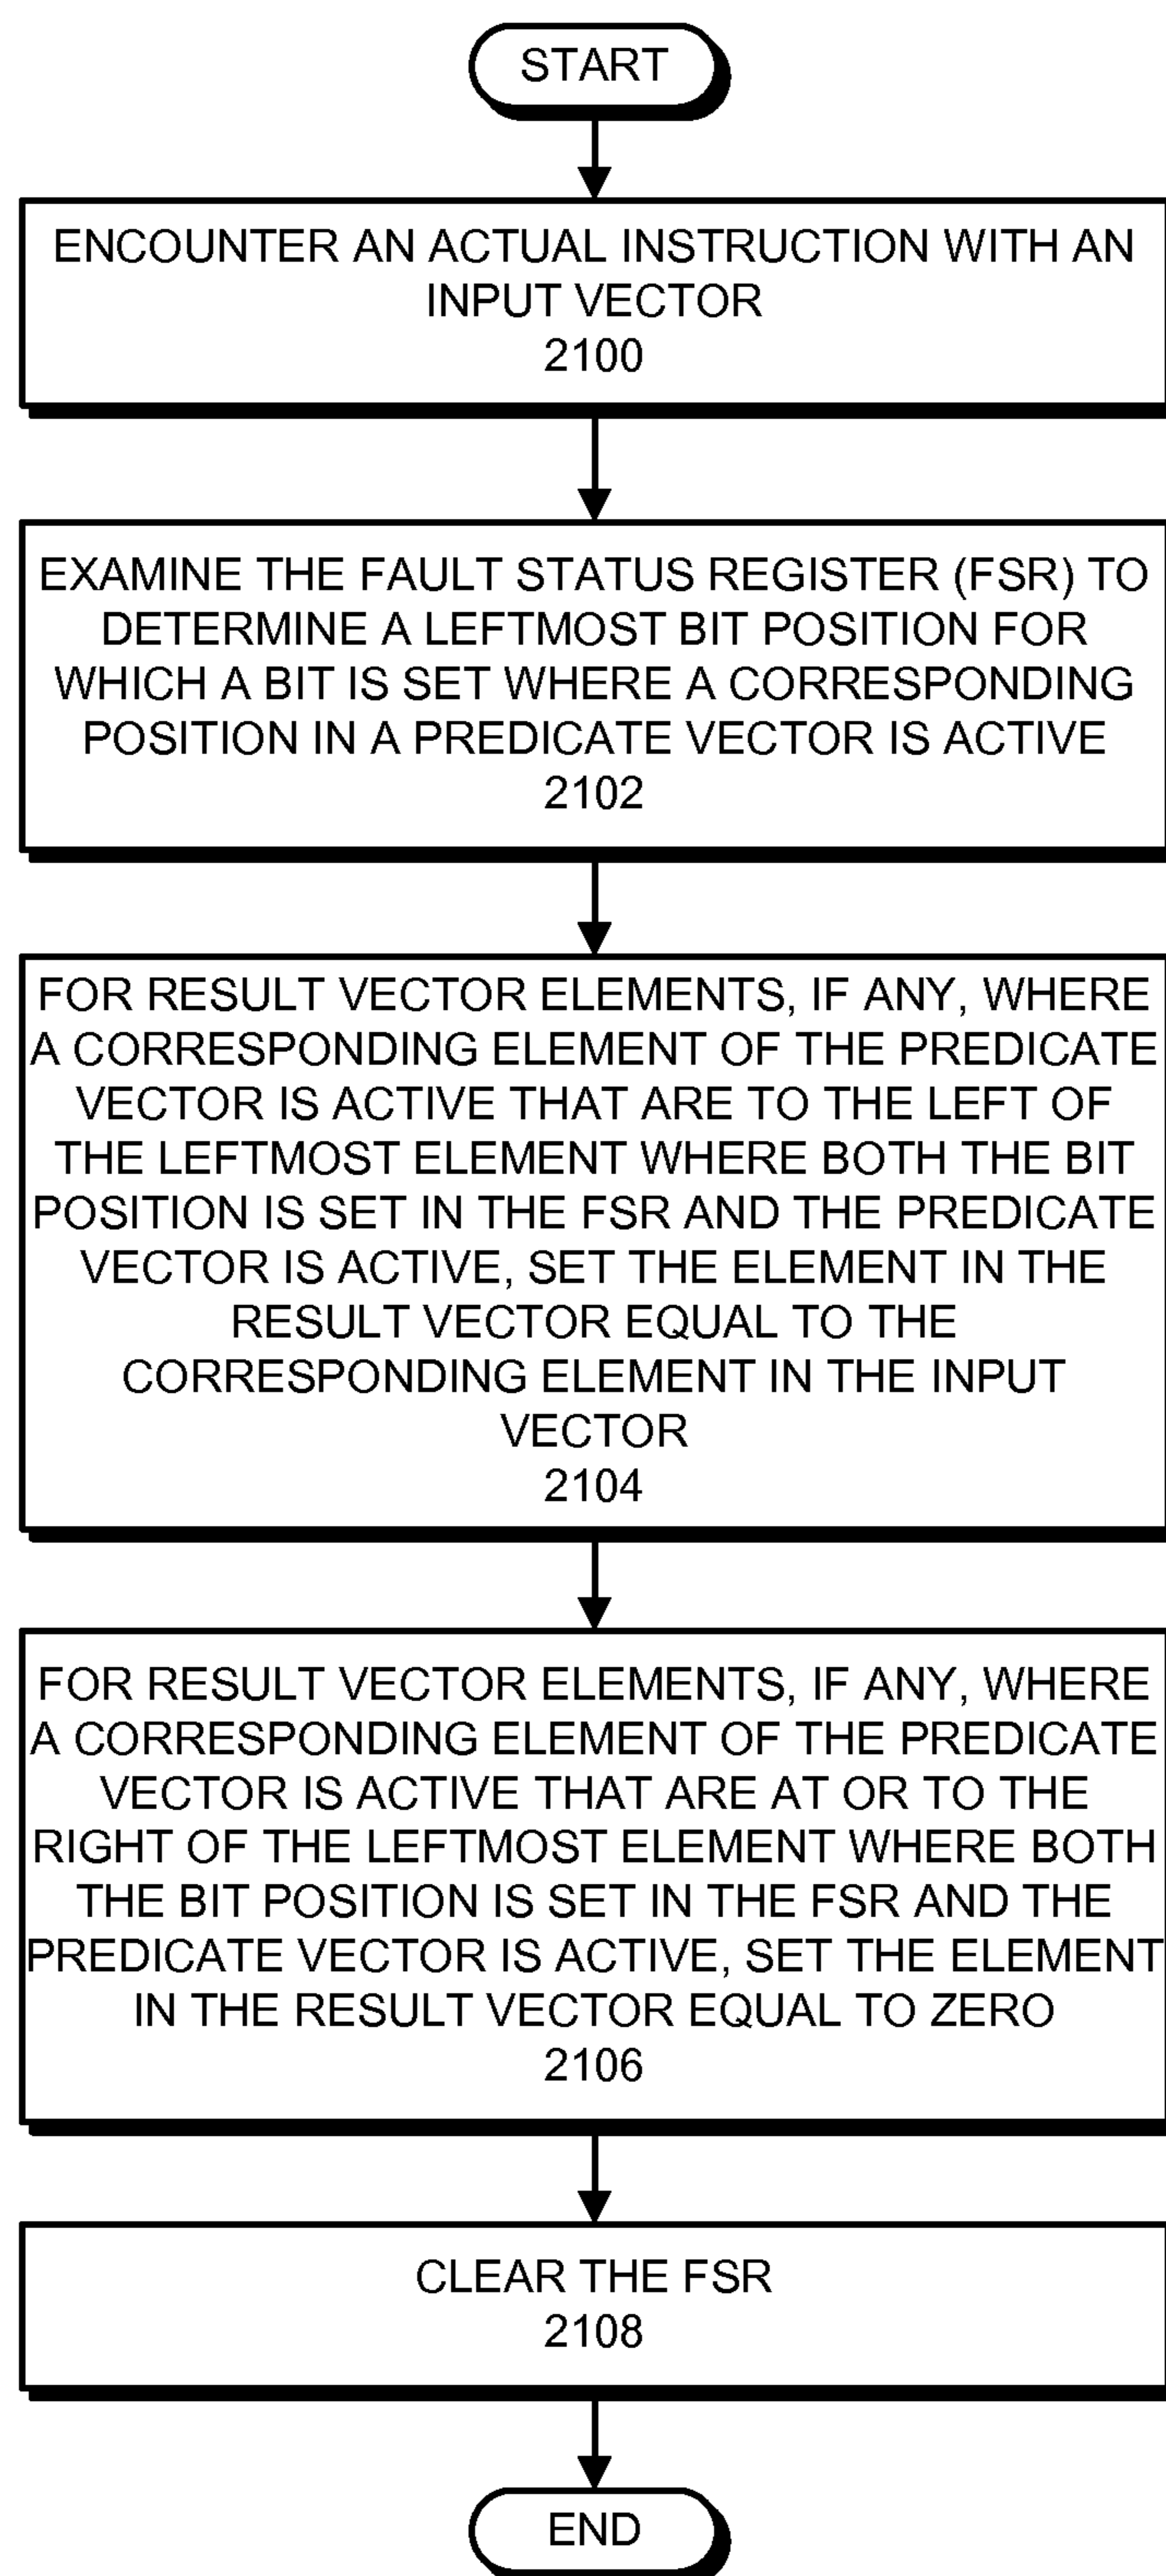 START
ENCOUNTER AN ACTUAL INSTRUCTION WITH AN
INPUT VECTOR
2100
EXAMINE THE FAULT STATUS REGISTER (FSR) TO
DETERMINE A LEFTMOST BIT POSITION FOR
WHICH A BIT IS SET WHERE A CORRESPONDING
POSITION IN A PREDICATE VECTOR IS ACTIVE
2102
FOR RESULT VECTOR ELEMENTS, IF ANY, WHERE
A CORRESPONDING ELEMENT OF THE PREDICATE
VECTOR IS ACTIVE THAT ARE TO THE LEFT OF
THE LEFTMOST ELEMENT WHERE BOTH THE BIT
POSITION IS SET IN THE FSR AND THE PREDICATE
VECTOR IS ACTIVE, SET THE ELEMENT IN THE
RESULT VECTOR EQUAL TO THE
CORRESPONDING ELEMENT IN THE INPUT
VECTOR
2104
FOR RESULT VECTOR ELEMENTS, IF ANY, WHERE
A CORRESPONDING ELEMENT OF THE PREDICATE
VECTOR IS ACTIVE THAT ARE AT OR TO THE
RIGHT OF THE LEFTMOST ELEMENT WHERE BOTH
THE BIT POSITION IS SET IN THE FSR AND THE
PREDICATE VECTOR IS ACTIVE, SET THE ELEMENT
IN THE RESULT VECTOR EQUAL TO ZERO
2106
CLEAR THE FSR
2108
END